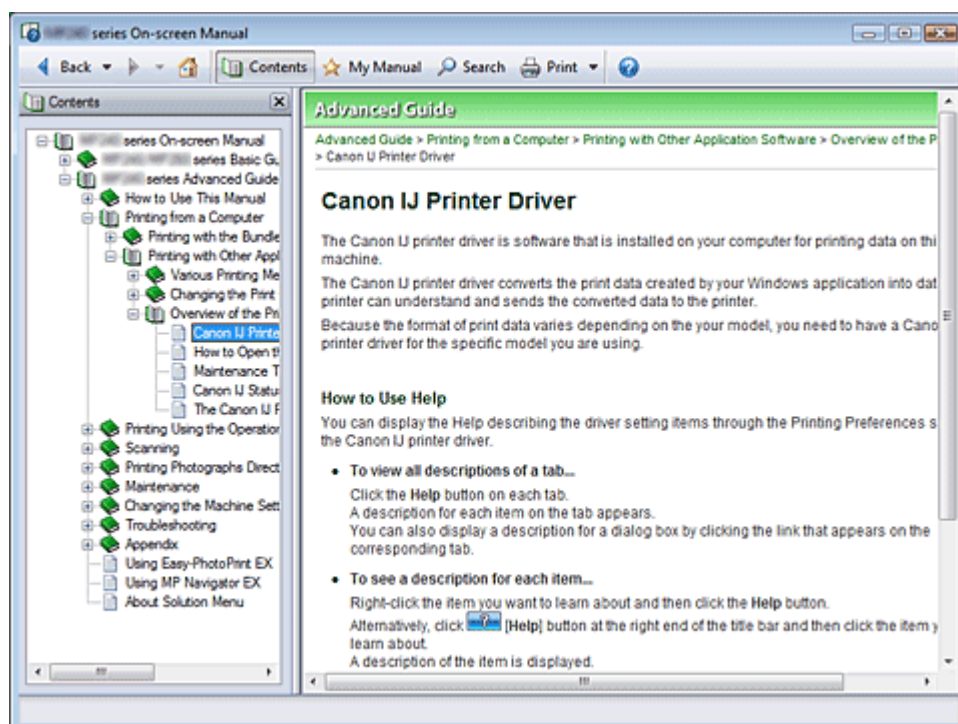 series On-screen Manual
Back Contents My Manual Search Print
Contents
series On-screen Manual
series Basic Gu
series Advanced Guide
How to Use This Manual
Printing from a Computer
Printing with the Bundle
Printing with Other Appl
Various Printing Me
Changing the Print
Overview of the Pri
Canon IJ Printe
How to Open th
Maintenance T
Canon IJ Statu
The Canon IJ F
Printing Using the Operation
Scanning
Printing Photographs Direct
Maintenance
Changing the Machine Sett
Troubleshooting
Appendix
Using Easy-PhotoPrint EX
Using MP Navigator EX
About Solution Menu
Advanced Guide
Advanced Guide > Printing from a Computer > Printing with Other Application Software > Overview of the P
> Canon IJ Printer Driver
Canon IJ Printer Driver
The Canon IJ printer driver is software that is installed on your computer for printing data on thi
machine.
The Canon IJ printer driver converts the print data created by your Windows application into dat
printer can understand and sends the converted data to the printer.
Because the format of print data varies depending on the your model, you need to have a Cano
printer driver for the specific model you are using.
How to Use Help
You can display the Help describing the driver setting items through the Printing Preferences s
the Canon IJ printer driver.
To view all descriptions of a tab...
Click the Help button on each tab.
A description for each item on the tab appears.
You can also display a description for a dialog box by clicking the link that appears on the
corresponding tab.
To see a description for each item...
Right-click the item you want to learn about and then click the Help button.
Alternatively, click ? [Help] button at the right end of the title bar and then click the item y
learn about.
A description of the item is displayed.